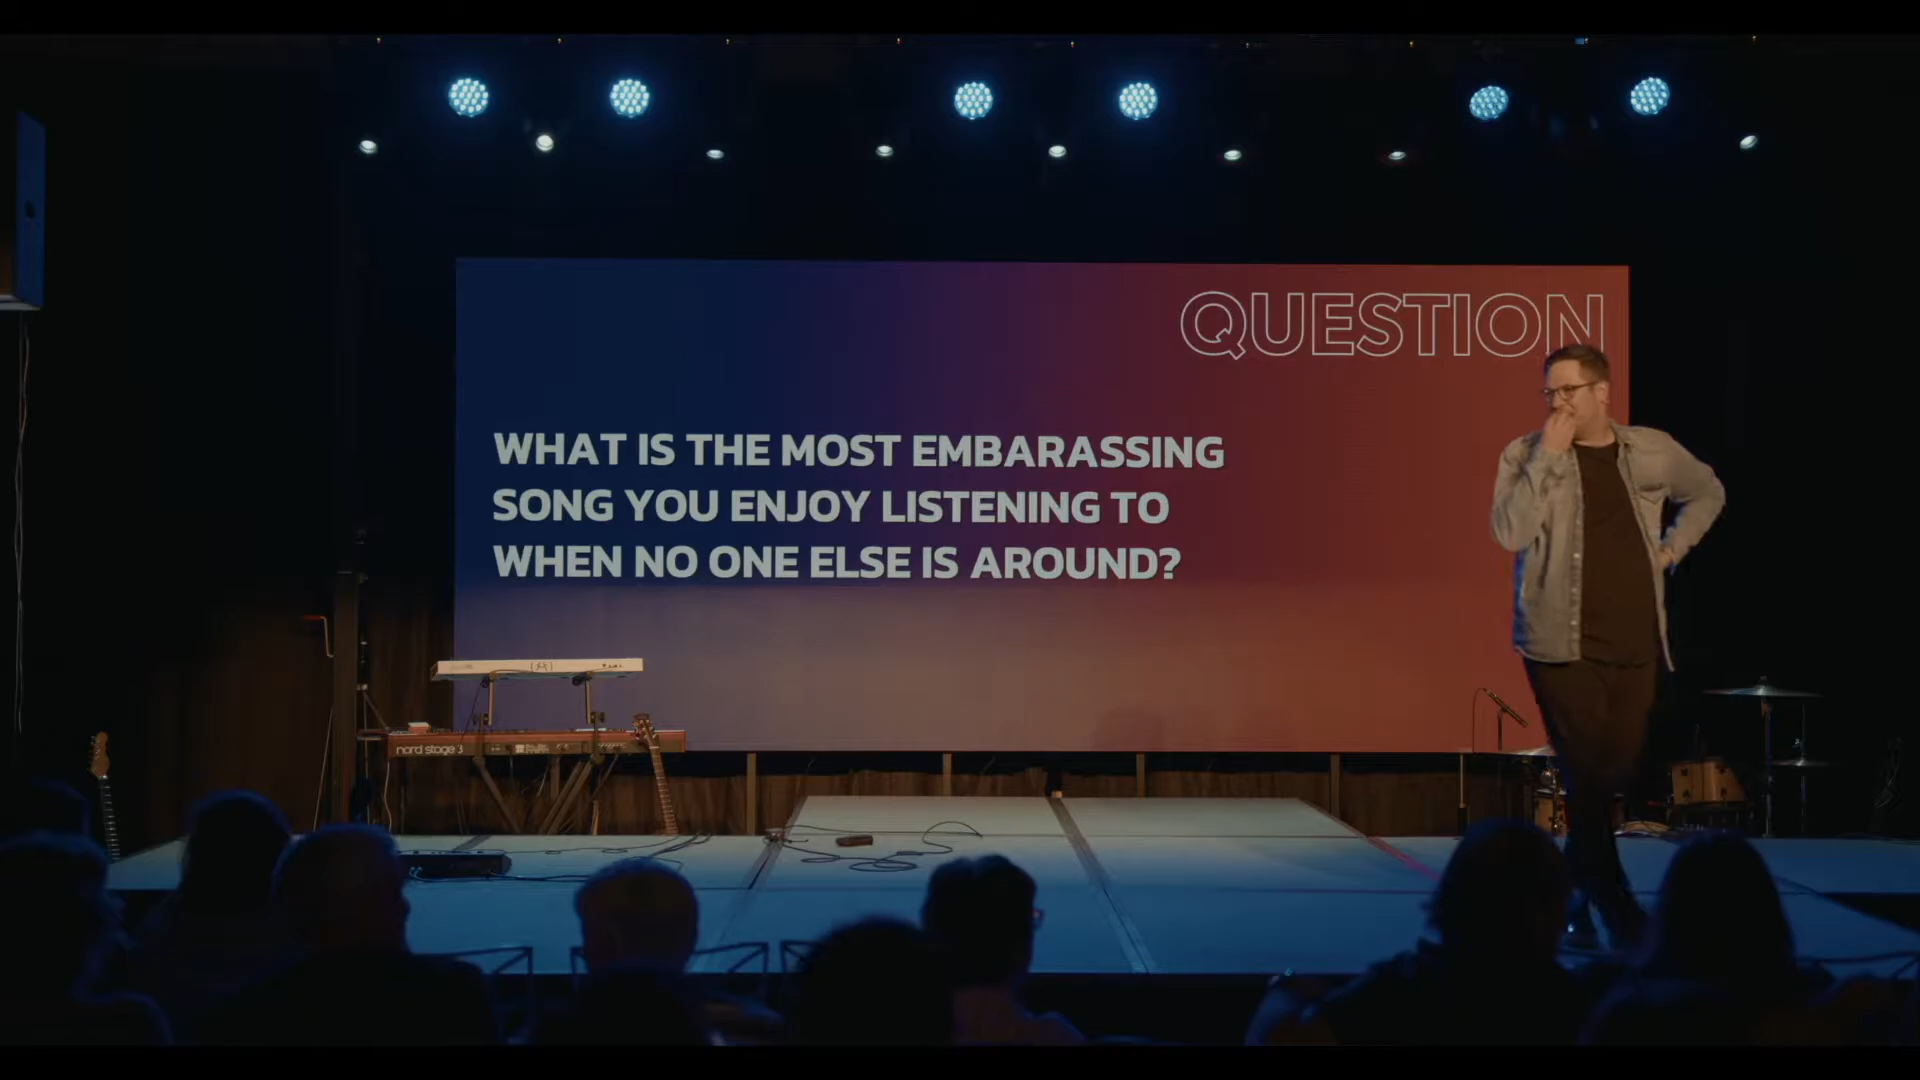 QUESTION
WHAT IS THE MOST EMBARASSING
SONG YOU ENJOY LISTENING TO
WHEN NO ONE ELSE IS AROUND?
nord stage 3